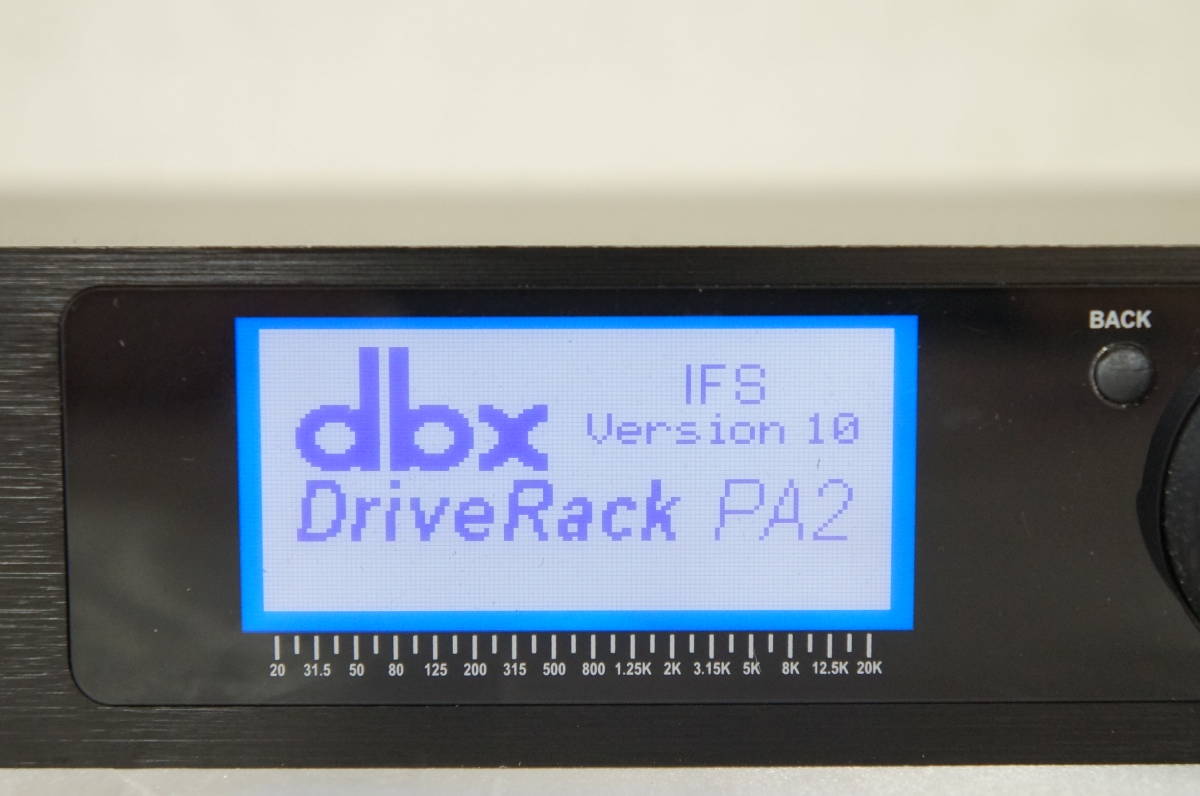 BACK
dbx
IFS
Version 10
DriveRack PA2
20 31.5 50 80 125 200 315 500 800 1.25K 2K 3.15K 5K 8K 12.5K 20K